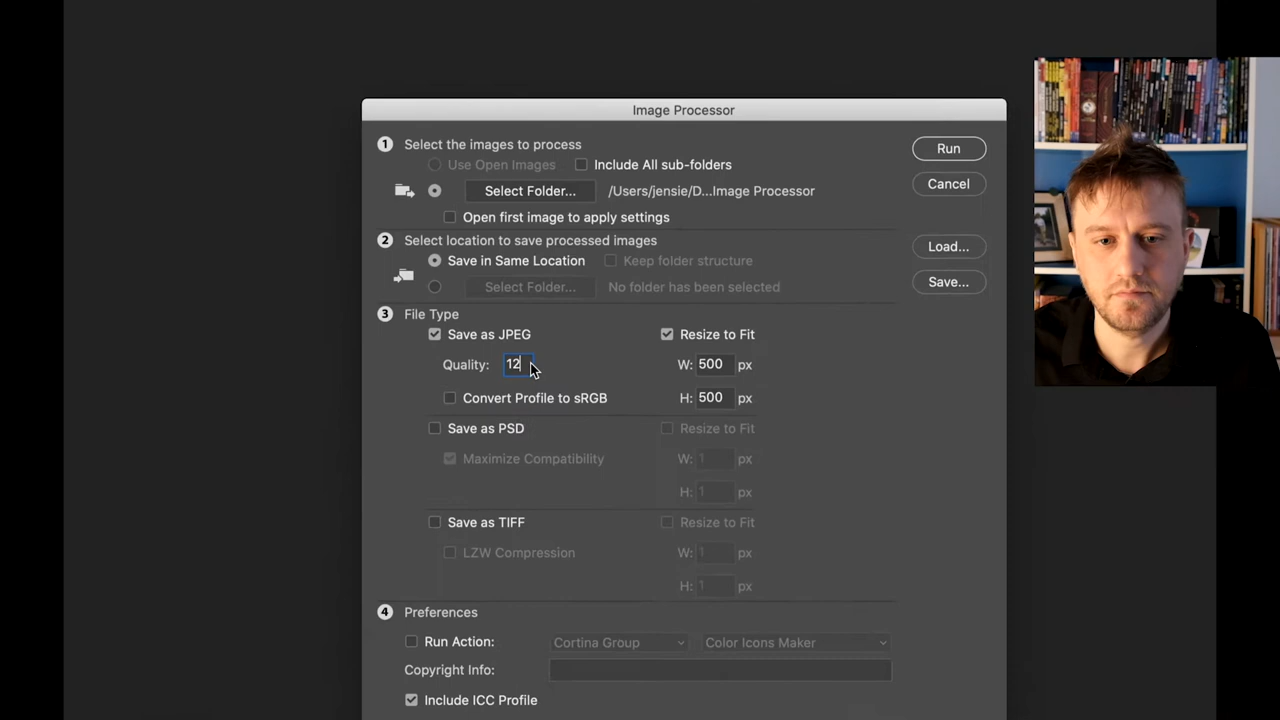 Image Processor
1 Select the images to process
Run
Use Open Images Include All sub-folders
Select Folder... /Users/jensie/D...Image Processor
Cancel
Open first image to apply settings
2 Select location to save processed images
Load...
Save in Same Location Keep folder structure
Select Folder... No folder has been selected
Save...
3 File Type
Save as JPEG Resize to Fit
Quality: 12 W: 500 px
Convert Profile to sRGB H: 500 px
Save as PSD Resize to Fit
Maximize Compatibility W: 1 px
H: 1 px
Save as TIFF Resize to Fit
LZW Compression W: 1 px
H: 1 px
4 Preferences
Run Action: Cortina Group Color Icons Maker
Copyright Info:
Include ICC Profile